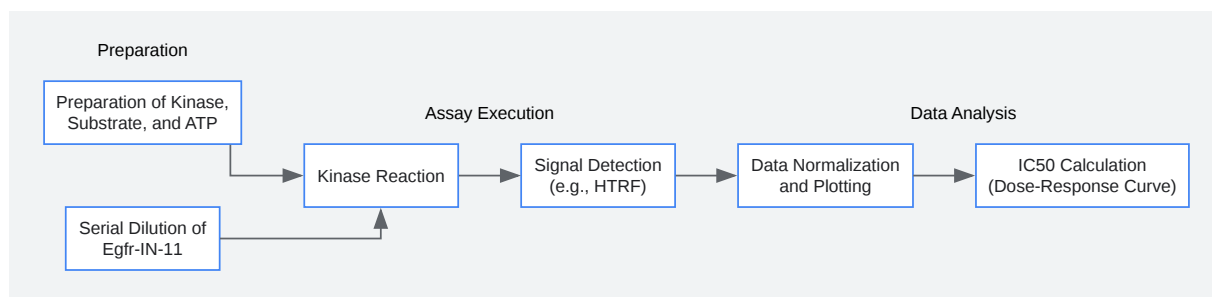 Preparation
Preparation of Kinase,
Substrate, and ATP
Serial Dilution of
Egfr-IN-11
Assay Execution
Kinase Reaction
Signal Detection
(e.g., HTRF)
Data Analysis
Data Normalization
and Plotting
IC50 Calculation
(Dose-Response Curve)